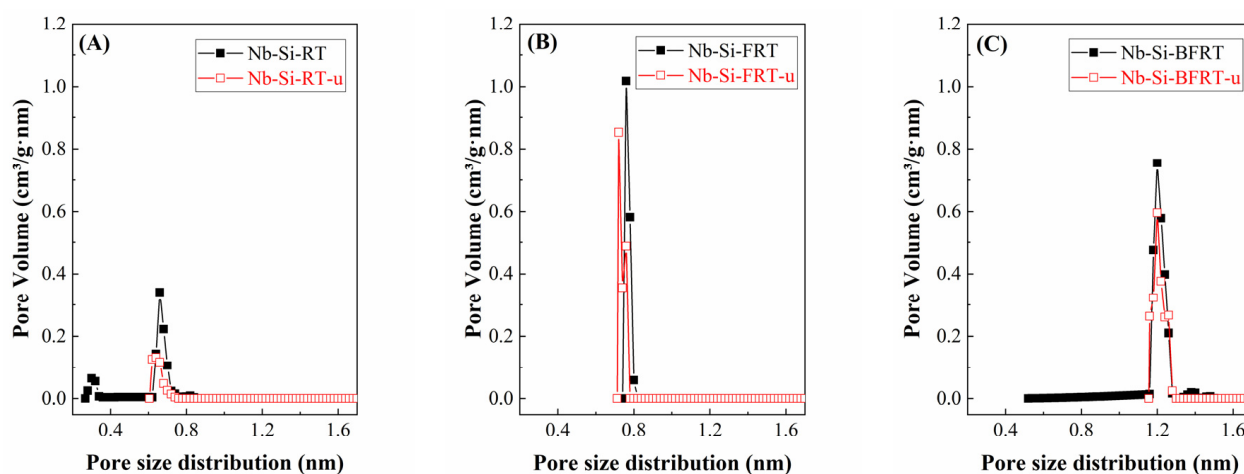 (A)
Nb-Si-RT
Nb-Si-RT-u
Pore Volume (cm³/g·nm)
1.2
1.0
0.8
0.6
0.4
0.2
0.0
0.4 0.8 1.2 1.6
Pore size distribution (nm)
(B)
Nb-Si-FRT
Nb-Si-FRT-u
Pore Volume (cm³/g·nm)
1.2
1.0
0.8
0.6
0.4
0.2
0.0
0.4 0.8 1.2 1.6
Pore size distribution (nm)
(C)
Nb-Si-BFRT
Nb-Si-BFRT-u
Pore Volume (cm³/g·nm)
1.2
1.0
0.8
0.6
0.4
0.2
0.0
0.4 0.8 1.2 1.6
Pore size distribution (nm)